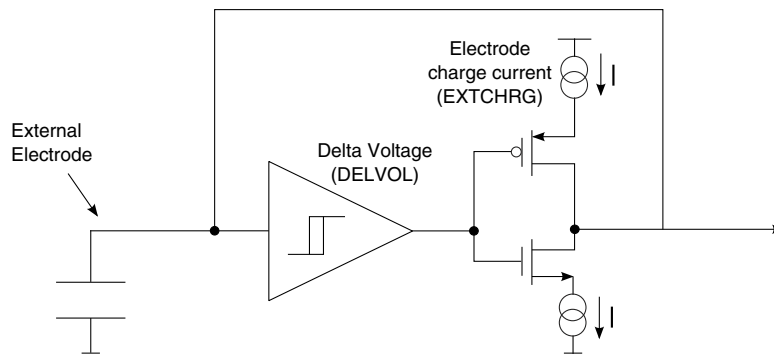 Electrode
charge current
(EXTCHRG)
I
External
Electrode
Delta Voltage
(DELVOL)
I